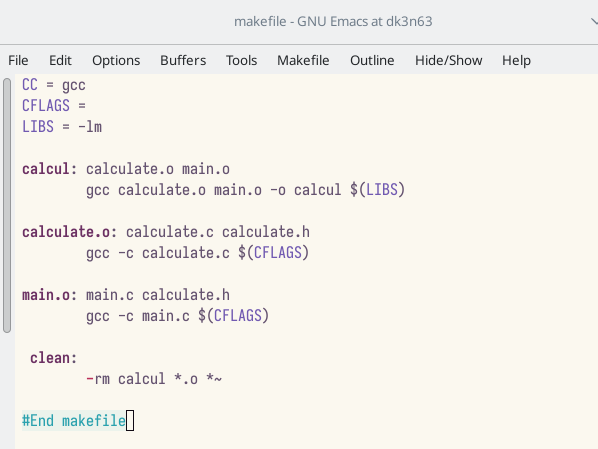 makefile - GNU Emacs at dk3n63
File Edit Options Buffers Tools Makefile Outline Hide/Show Help
CC = gcc
CFLAGS =
LIBS = -lm
calcul: calculate.o main.o
gcc calculate.o main.o -o calcul $(LIBS)
calculate.o: calculate.c calculate.h
gcc -c calculate.c $(CFLAGS)
main.o: main.c calculate.h
gcc -c main.c $(CFLAGS)
clean:
-rm calcul *.o *~
#End makefile